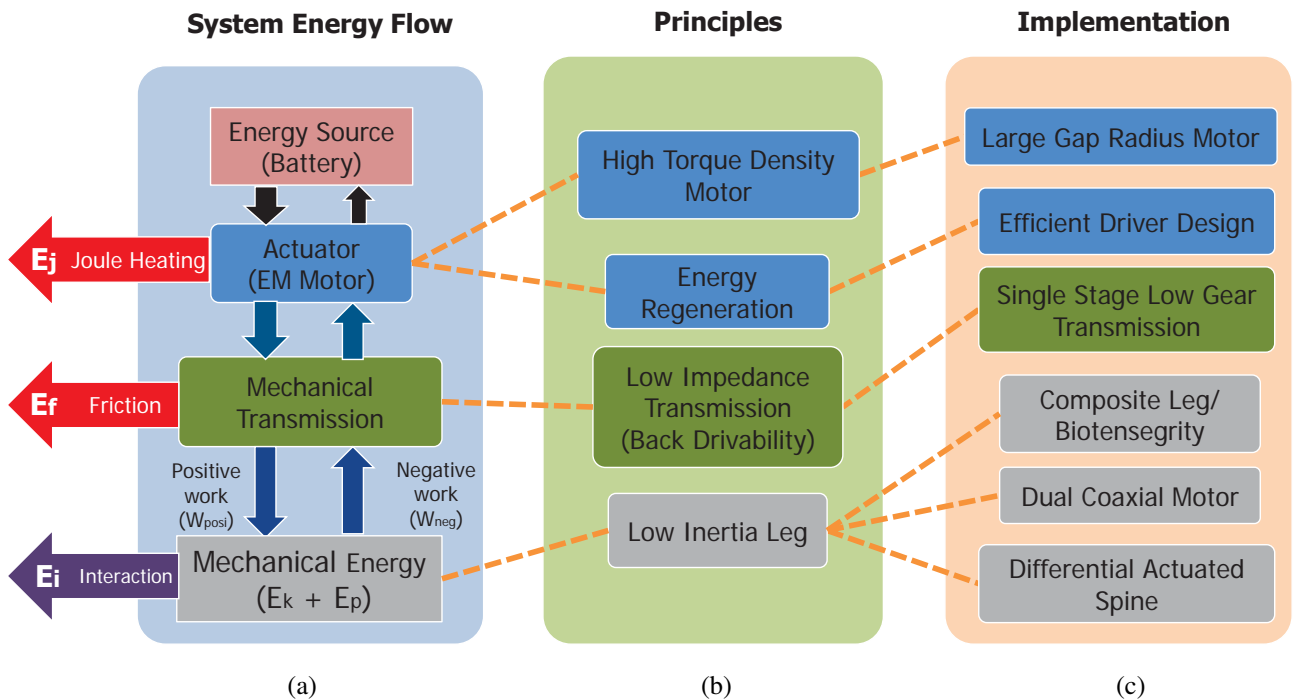 System Energy Flow
Principles
Implementation
Energy Source
(Battery)
Actuator
(EM Motor)
Ej Joule Heating
Mechanical
Transmission
Ef Friction
Positive
work
(Wposi)
Negative
work
(Wneg)
Mechanical Energy
(Ek + Ep)
Ei Interaction
High Torque Density
Motor
Energy
Regeneration
Low Impedance
Transmission
(Back Drivability)
Low Inertia Leg
Large Gap Radius Motor
Efficient Driver Design
Single Stage Low Gear
Transmission
Composite Leg/
Biotensegrity
Dual Coaxial Motor
Differential Actuated
Spine
(a)
(b)
(c)